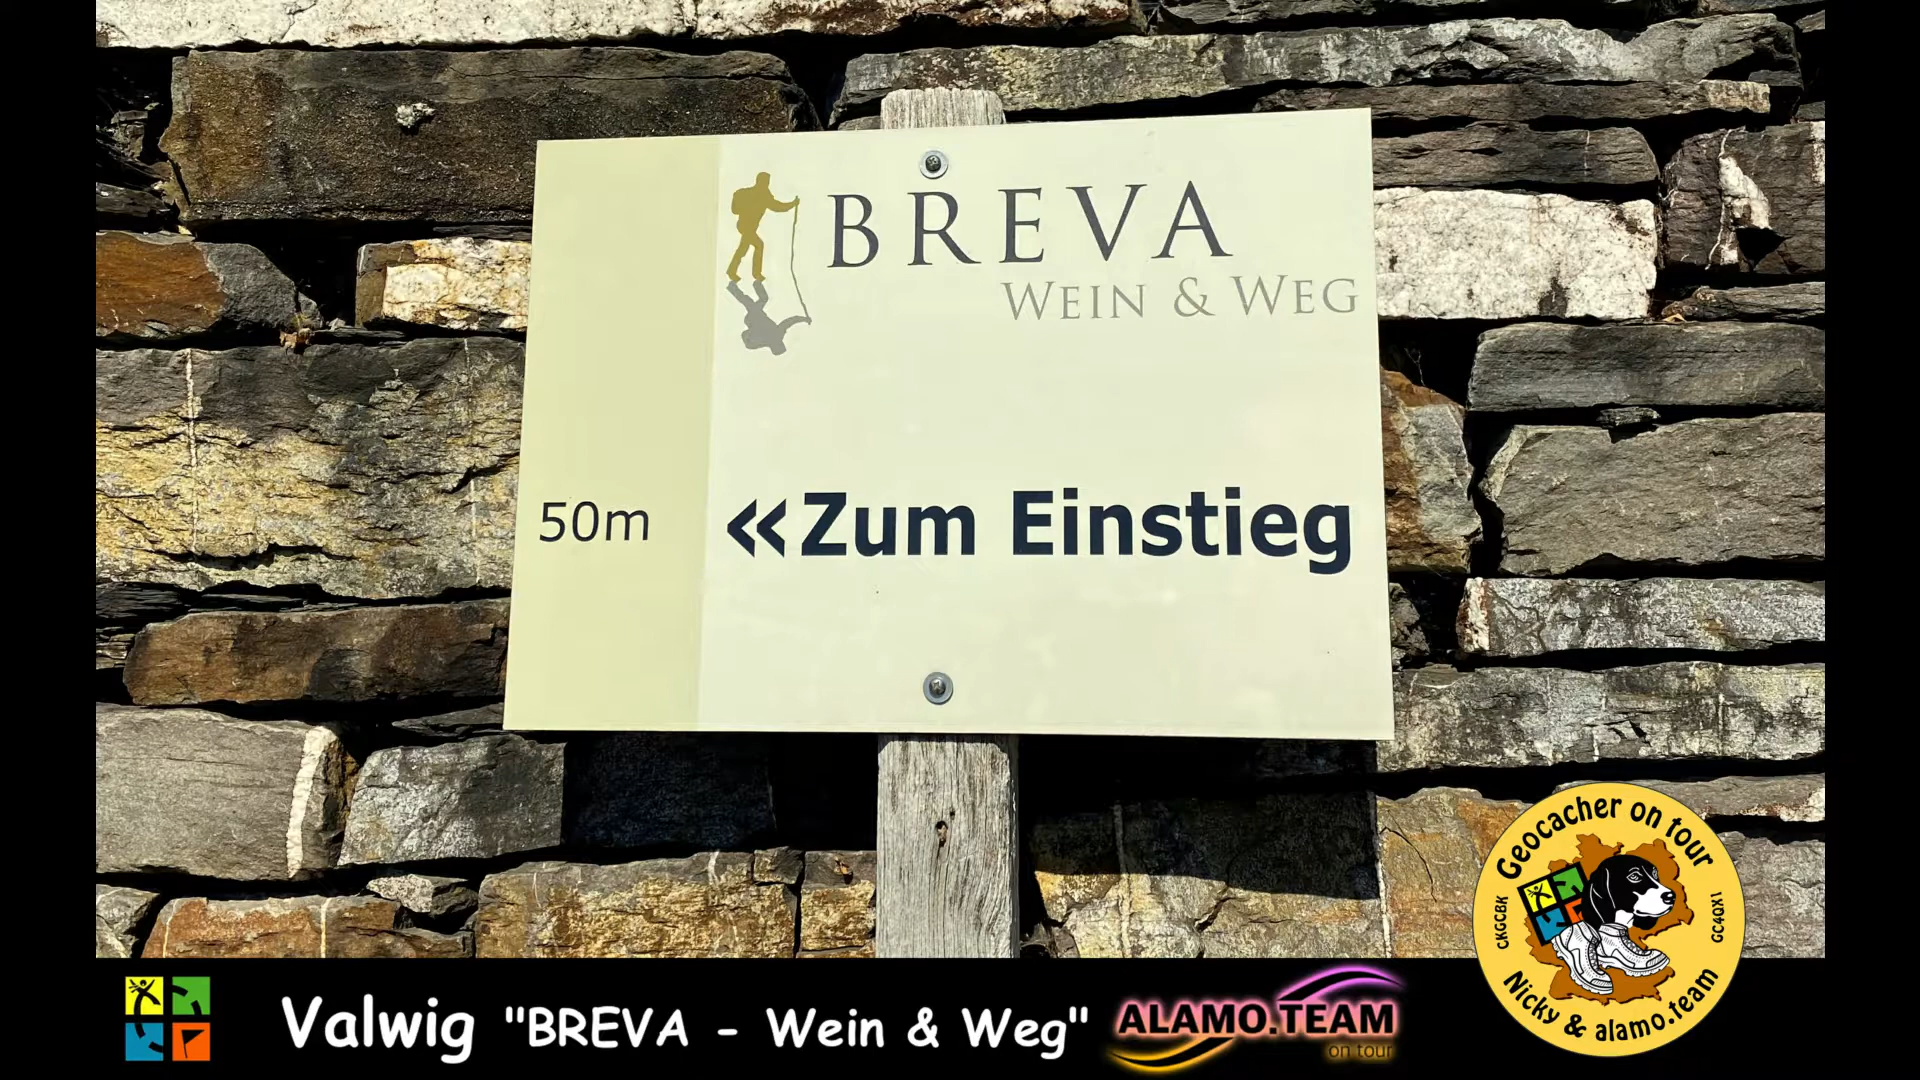 BREVA
WEIN & WEG
50m
«Zum Einstieg
Geocacher on tour
CKGCBK
GC4QX1
Nicky & alamo.team
Valwig "BREVA - Wein & Weg"
ALAMO.TEAM
on tour